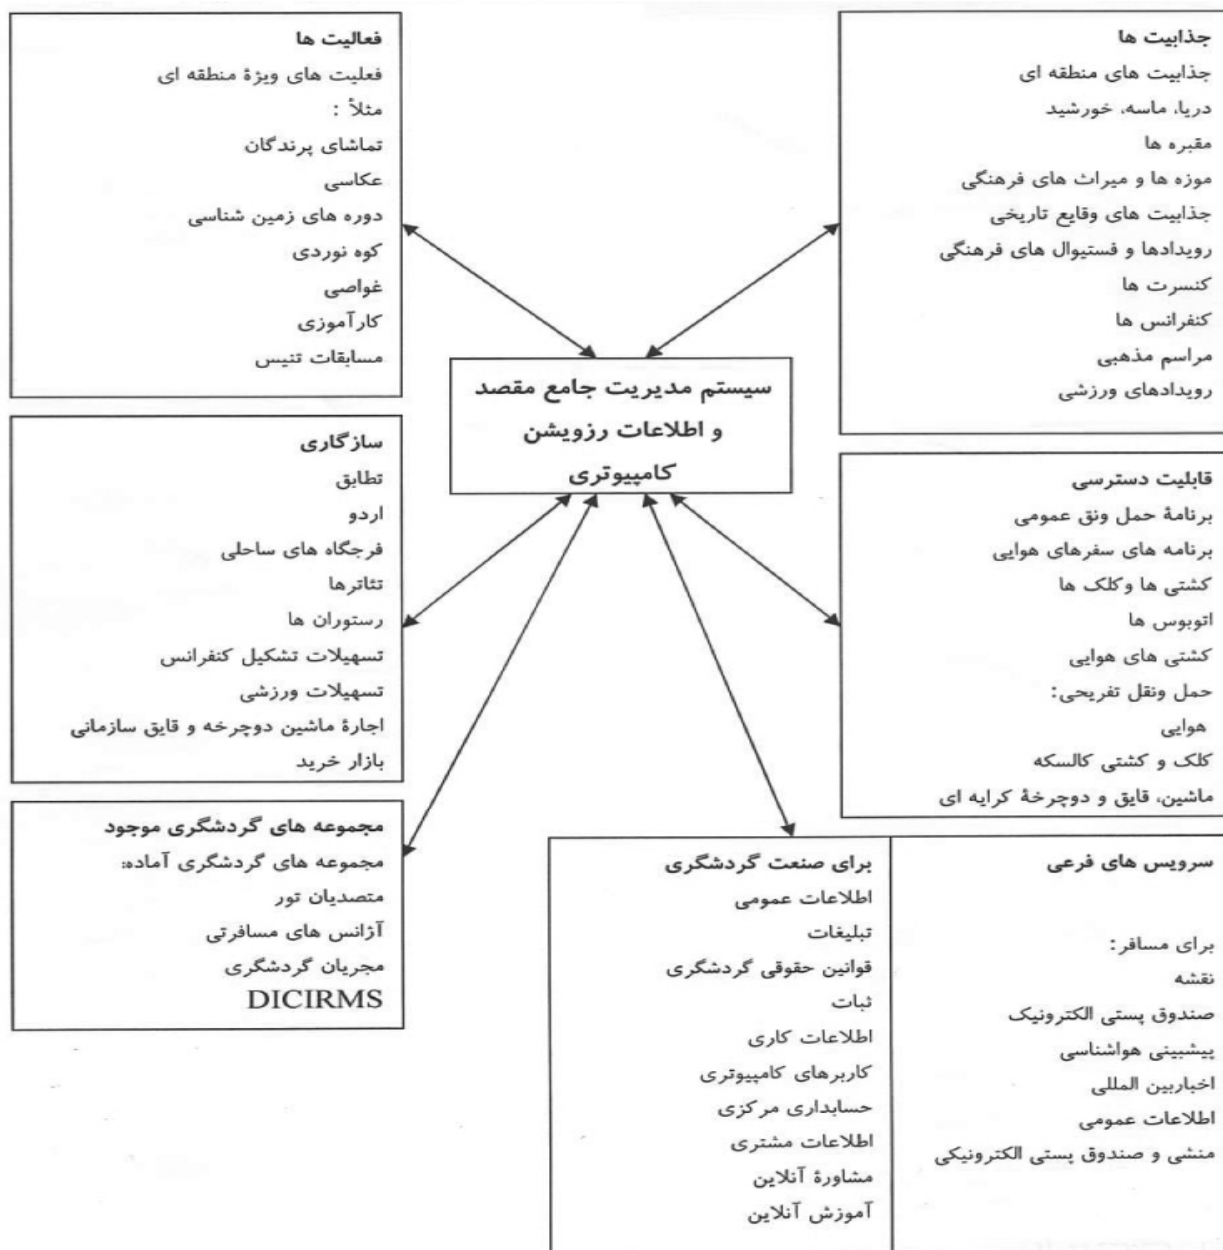 جذابیت ها
جذابیت های منطقه ای
دریا، ماسه، خورشید
مقبره ها
موزه ها و میراث های فرهنگی
جذابیت های وقایع تاریخی
رویدادها و فستیوال های فرهنگی
کنسرت ها
کنفرانس ها
مراسم مذهبی
رویدادهای ورزشی
فعالیت ها
فعلیت های ویژۀ منطقه ای
مثلاً :
تماشای پرندگان
عکاسی
دوره های زمین شناسی
کوه نوردی
غواصی
کارآموزی
مسابقات تنیس
سیستم مدیریت جامع مقصد
و اطلاعات رزویشن
کامپیوتری
قابلیت دسترسی
برنامۀ حمل ونق عمومی
برنامه های سفرهای هوایی
کشتی ها وکلک ها
اتوبوس ها
کشتی های هوایی
حمل ونقل تفریحی:
هوایی
کلک و کشتی کالسکه
ماشین، قایق و دوچرخۀ کرایه ای
سازگاری
تطابق
اردو
فرجگاه های ساحلی
تئاترها
رستوران ها
تسهیلات تشکیل کنفرانس
تسهیلات ورزشی
اجارۀ ماشین دوچرخه و قایق سازمانی
بازار خرید
مجموعه های گردشگری موجود
مجموعه های گردشگری آماده:
متصدیان تور
آژانس های مسافرتی
مجریان گردشگری
DICIRMS
سرویس های فرعی
برای مسافر:
نقشه
صندوق پستی الکترونیک
پیشبینی هواشناسی
اخباربین المللی
اطلاعات عمومی
منشی و صندوق پستی الکترونیکی
برای صنعت گردشگری
اطلاعات عمومی
تبلیغات
قوانین حقوقی گردشگری
ثبات
اطلاعات کاری
کاربرهای کامپیوتری
حسابداری مرکزی
اطلاعات مشتری
مشاورۀ آنلاین
آموزش آنلاین